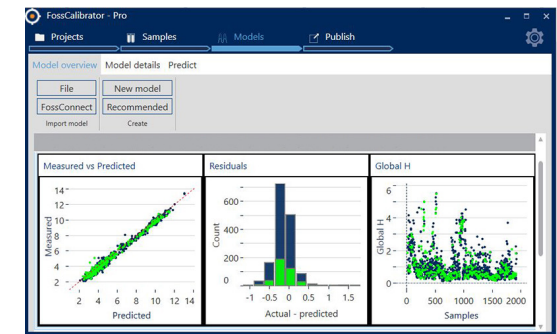 FossCalibrator - Pro
Projects Samples Models Publish
Model overview Model details Predict
File New model
FossConnect Recommended
Import model Create
Measured vs Predicted Residuals Global H
Measured
14
12
10
8
6
4
2
2 4 6 8 10 12 14
Predicted
Count
600
400
200
0
-1 -0.5 0 0.5 1 1.5
Actual - predicted
Global H
6
4
2
0
0 500 1000 1500 2000
Samples